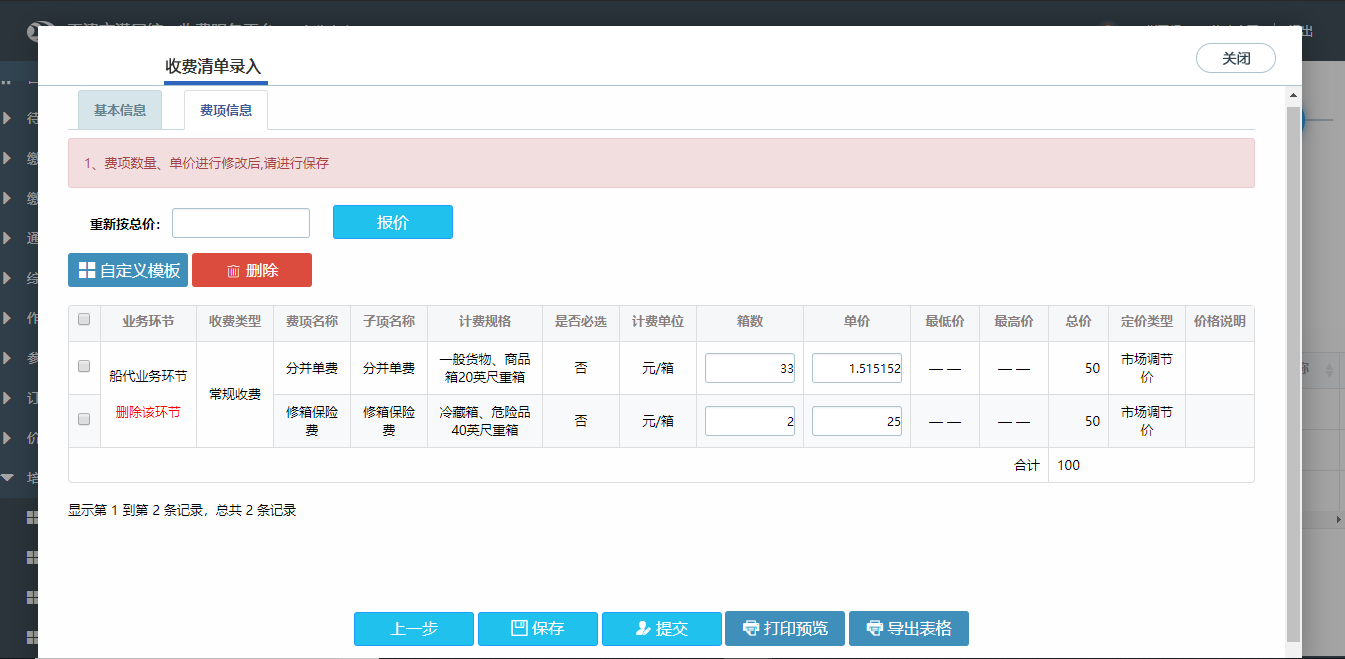 收费清单录入
关闭
基本信息
费项信息
1、费项数量、单价进行修改后,请进行保存
重新按总价:
报价
自定义模板
删除
业务环节 收费类型 费项名称 子项名称 计费规格 是否必选 计费单位 箱数 单价 最低价 最高价 总价 定价类型 价格说明
船代业务环节
删除该环节
常规收费
分并单费 分并单费 一般货物、商品
箱20英尺重箱
否 元/箱 33 1.515152 — — — — 50 市场调节
价
修箱保险
费
修箱保险
费
冷藏箱、危险品
40英尺重箱
否 元/箱 2 25 — — — — 50 市场调节
价
合计 100
显示第 1 到第 2 条记录，总共 2 条记录
上一步
保存
提交
打印预览
导出表格
待
缴
缴
通
综
作
参
订
价
培
出